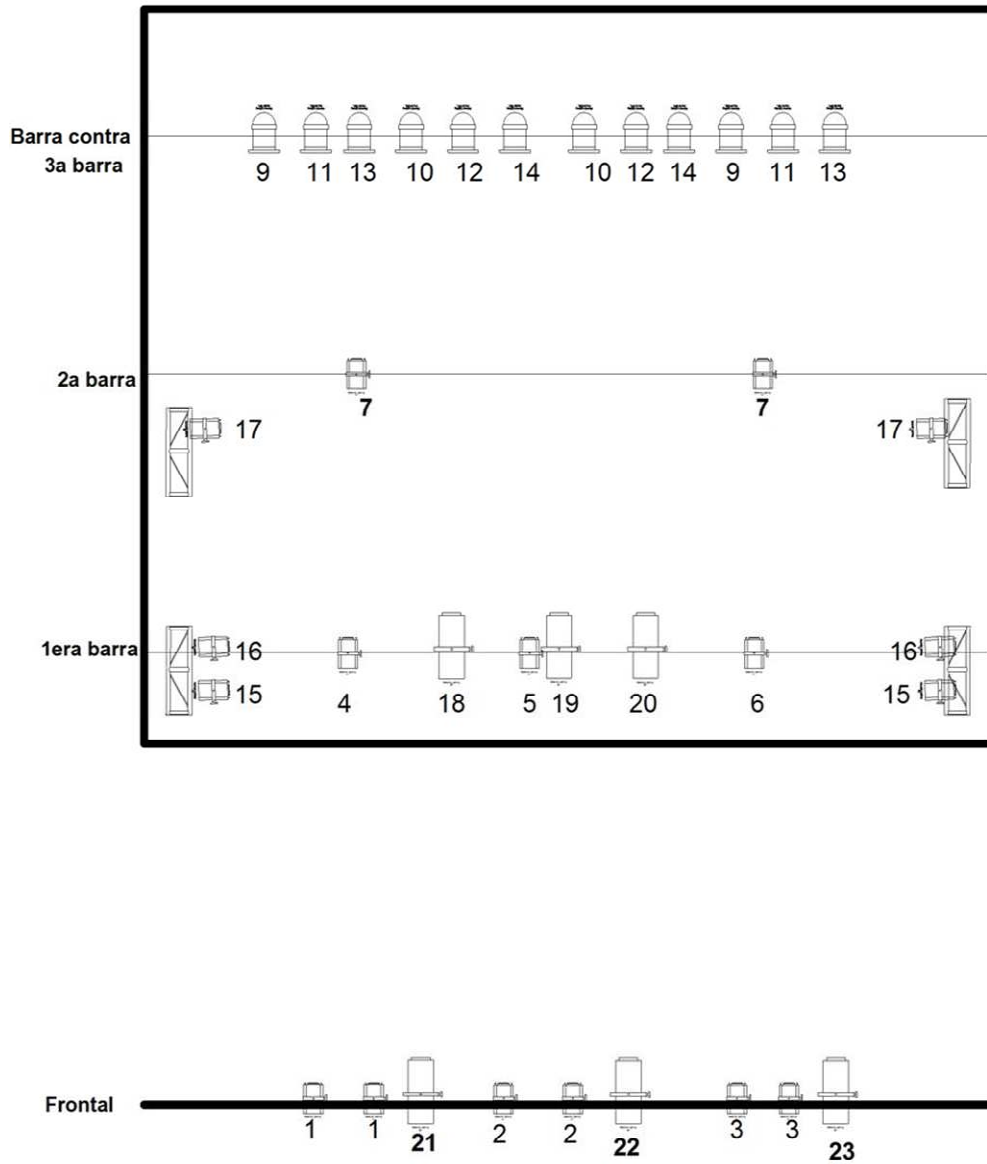 Barra contra
3a barra
9 11 13 10 12 14 10 12 14 9 11 13
2a barra
7 7
17 17
1era barra
16 16
15 15
4 18 5 19 20 6
Frontal
1 1 21 2 2 22 3 3 23